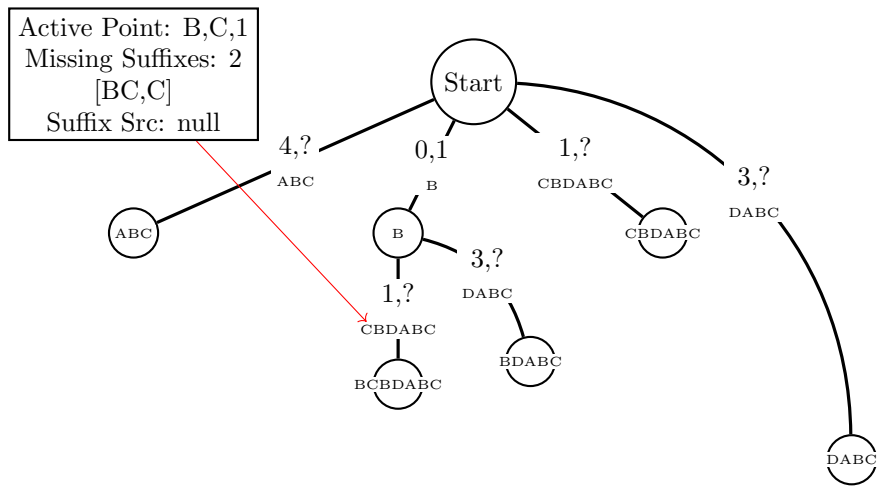 Active Point: B,C,1
Missing Suffixes: 2
[BC,C]
Suffix Src: null
Start
4,?
ABC
0,1
B
1,?
CBDABC
3,?
DABC
ABC
B
CBDABC
3,?
DABC
1,?
CBDABC
BDABC
BCBDABC
DABC